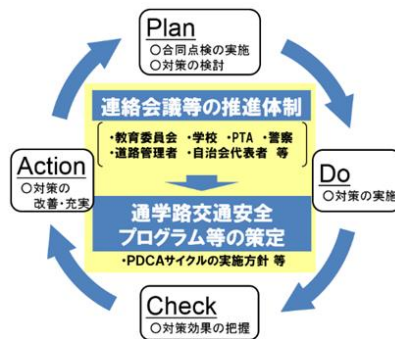 Plan
○合同点検の実施
○対策の検討
連絡会議等の推進体制
・教育委員会 ・学校 ・PTA ・警察
・道路管理者 ・自治会代表者 等
Action
○対策の
改善・充実
Do
○対策の実施
通学路交通安全
プログラム等の策定
・PDCAサイクルの実施方針 等
Check
○対策効果の把握